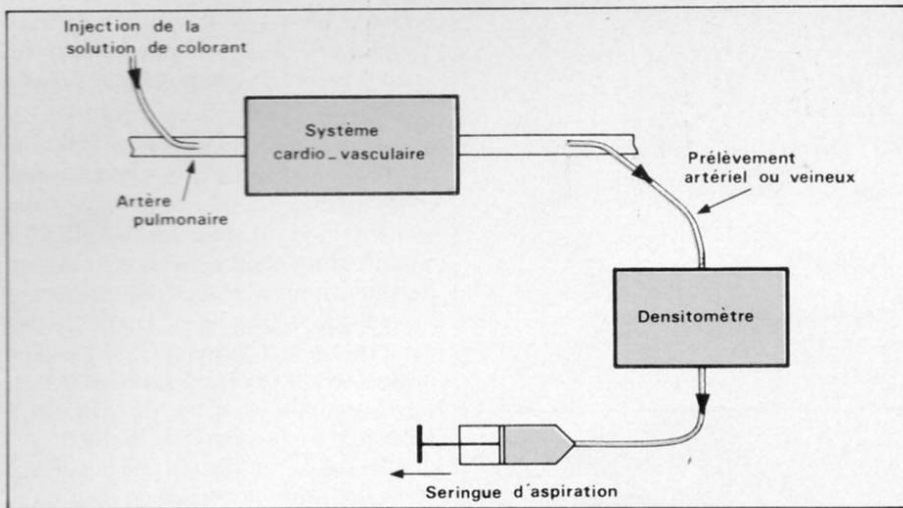 Injection de la
solution de colorant
Système
cardio_vasculaire
Prélèvement
artériel ou veineux
Artère
pulmonaire
Densitomètre
Seringue d'aspiration